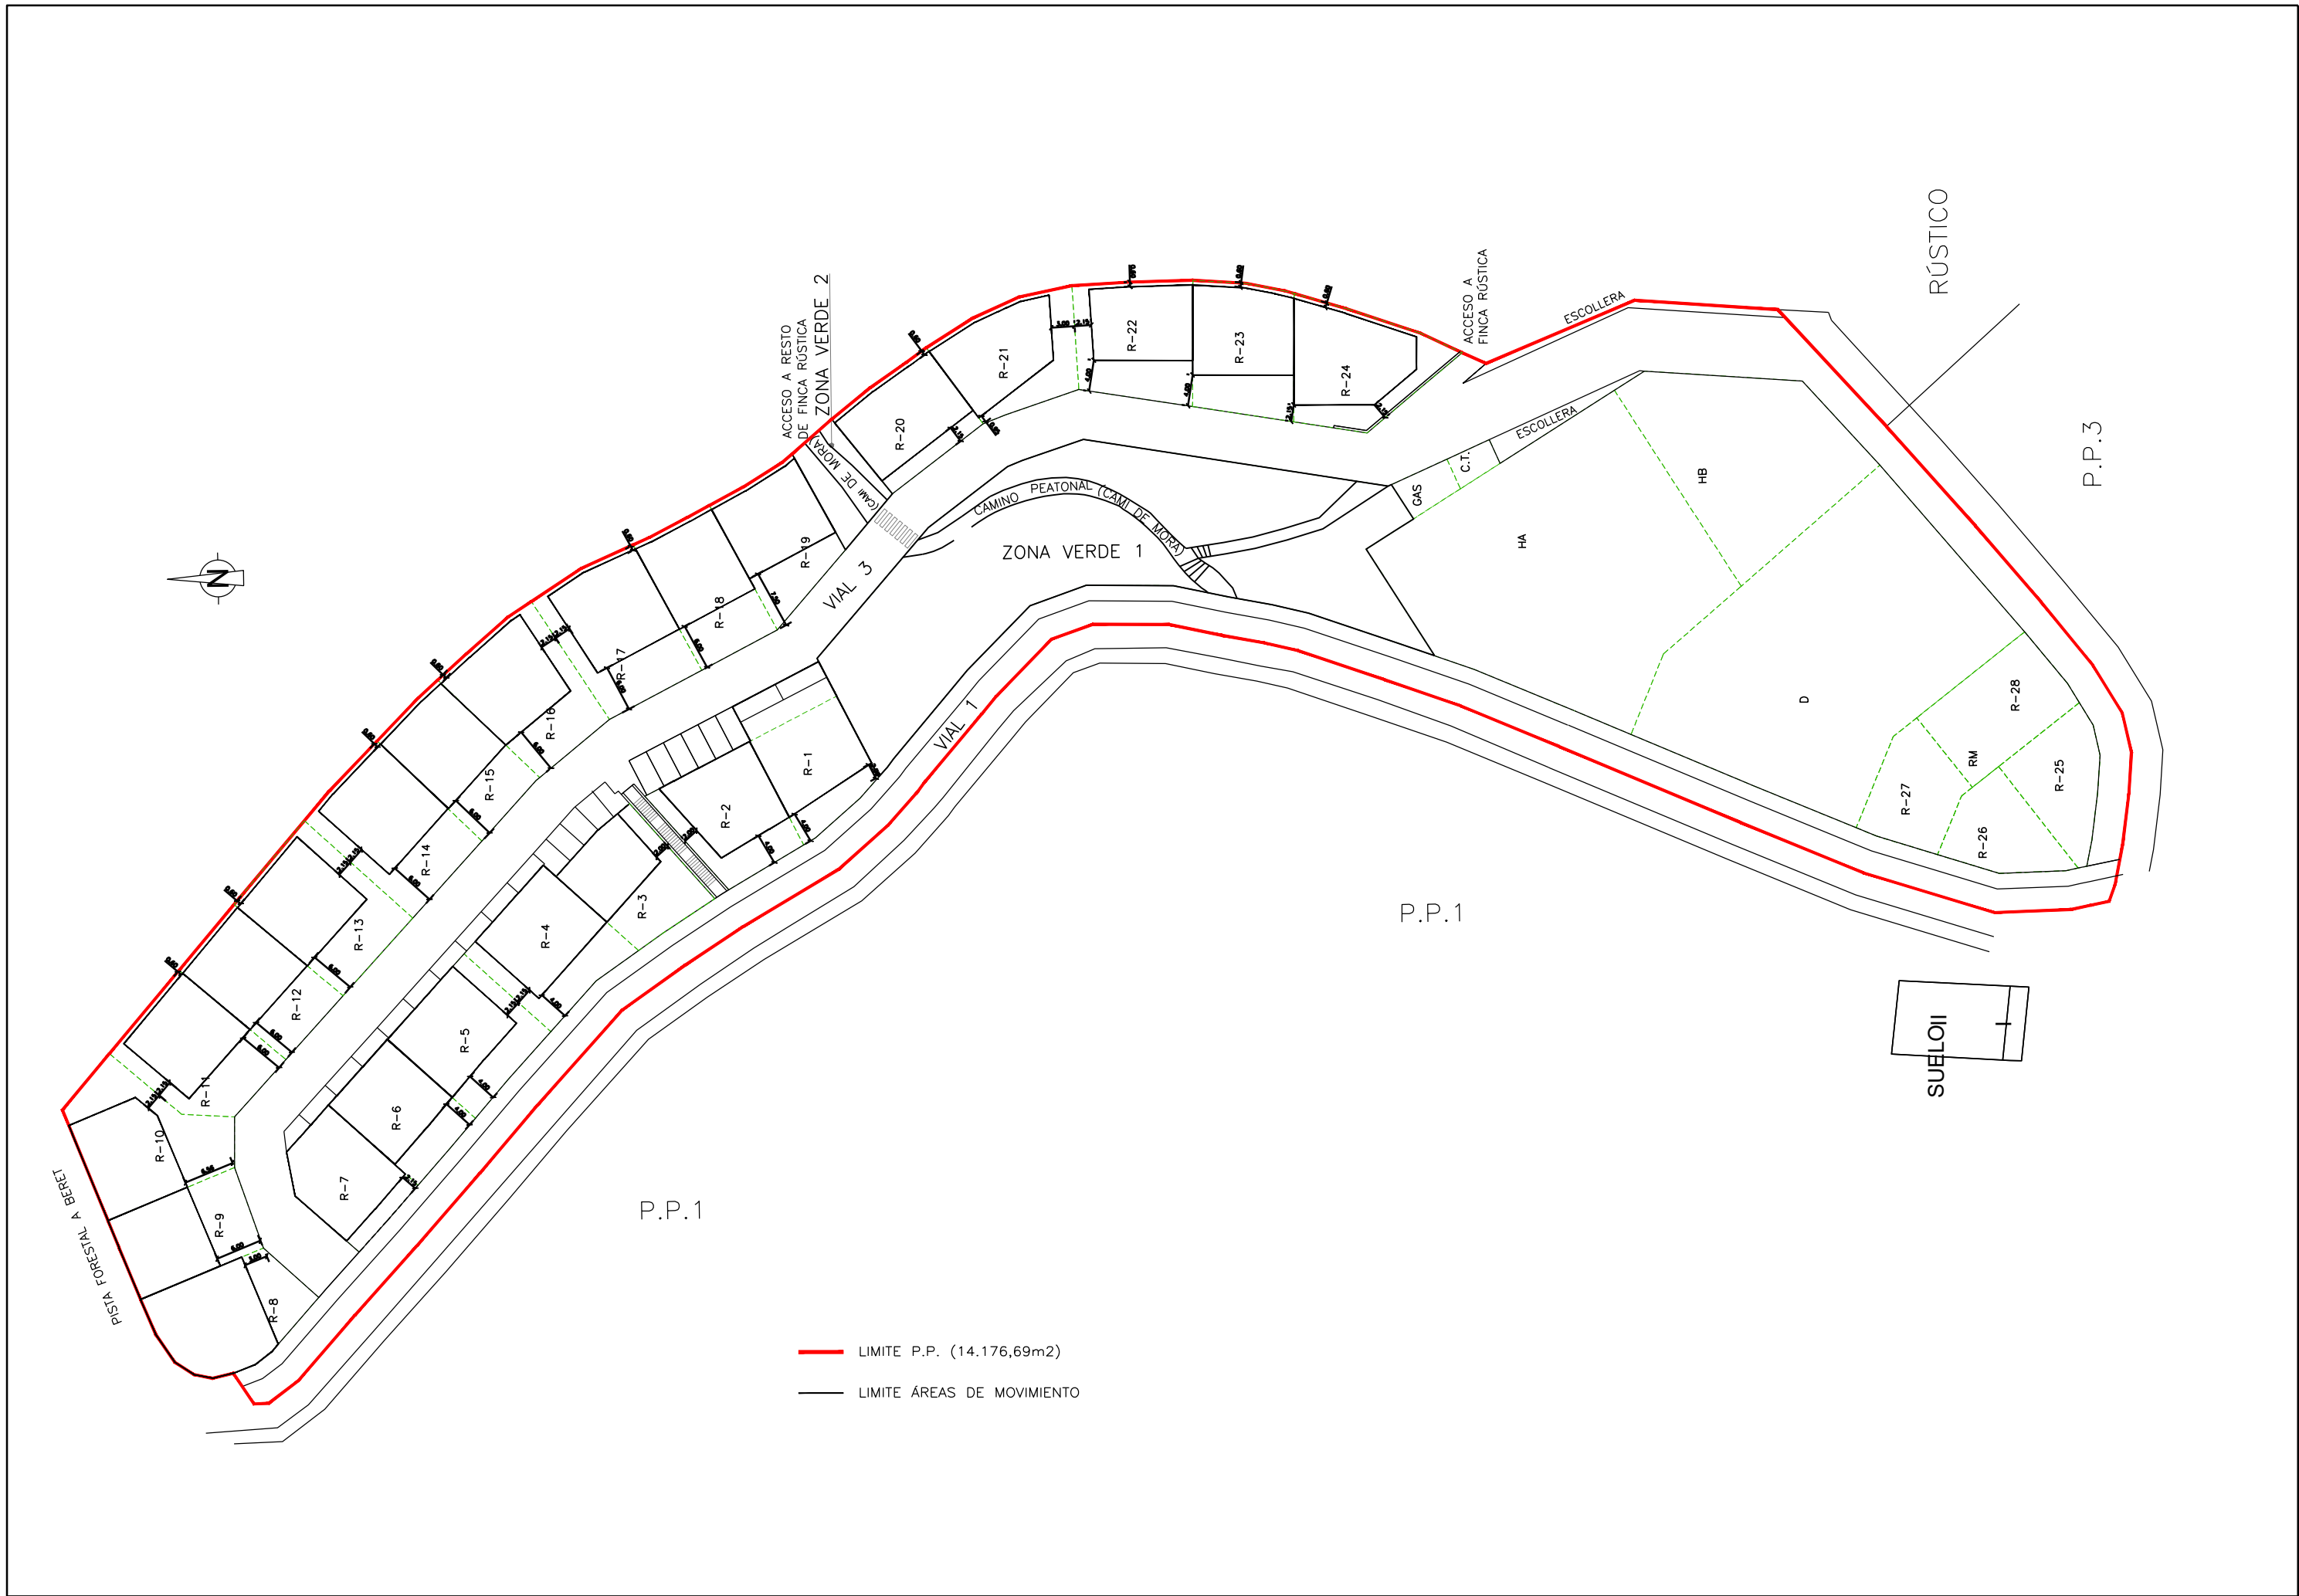 RÚSTICO
P.P.3
ACCESO A
FINCA RÚSTICA
ESCOLLERA
ACCESO A RESTO
DE FINCA RÚSTICA
ZONA VERDE 2
(CAMI DE MORA)
R-22
R-23
R-24
R-21
R-20
R-19
R-18
R-17
R-16
R-15
R-14
R-13
R-12
R-11
R-10
R-9
R-8
R-7
R-6
R-5
R-4
R-3
R-2
R-1
N
VIAL 3
VIAL 1
CAMINO PEATONAL (CAMI DE MORA)
ZONA VERDE 1
GAS
C.T.
ESCOLLERA
HA
HB
D
R-28
RM
R-25
R-27
R-26
P.P.1
P.P.1
PISTA FORESTAL A BERET
SUELOII
I
LIMITE P.P. (14.176,69m2)
LIMITE ÁREAS DE MOVIMIENTO